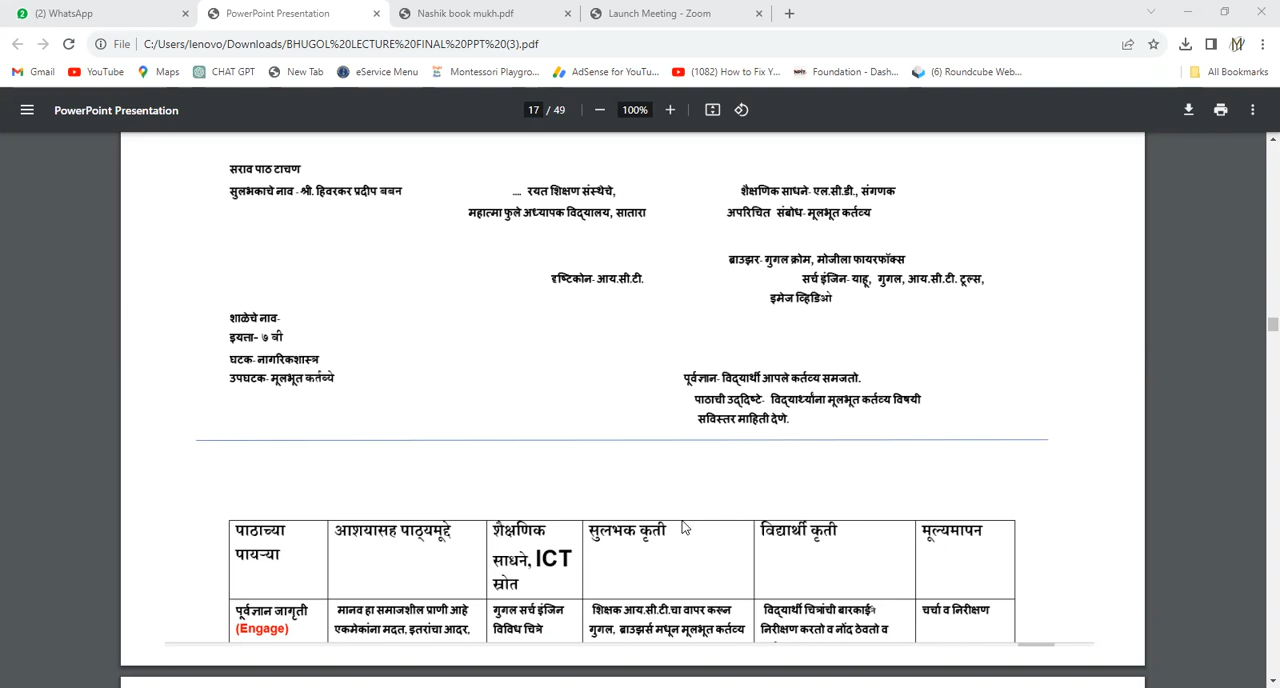 (2) WhatsApp
PowerPoint Presentation
Nashik book mukh.pdf
Launch Meeting - Zoom
File C:/Users/lenovo/Downloads/BHUGOL%20LECTURE%20FINAL%20PPT%20(3).pdf
Gmail YouTube Maps CHAT GPT New Tab eService Menu Montessori Playgro... AdSense for YouTu... (1082) How to Fix Y... Foundation - Dash... (6) Roundcube Web... All Bookmarks
PowerPoint Presentation 17 / 49 100%
सराव पाठ टाचण
सुलभकाचे नाव -श्री. हिवरकर प्रदीप बबन .... रयत शिक्षण संस्थेचे, शैक्षणिक साधने- एल.सी.डी., संगणक
महात्मा फुले अध्यापक विद्यालय, सातारा अपरिचित संबोध- मूलभूत कर्तव्य
ब्राउझर- गुगल क्रोम, मोजीला फायरफॉक्स
दृष्टिकोन- आय.सी.टी. सर्च इंजिन- याहू, गुगल, आय.सी.टी. टूल्स,
इमेज व्हिडिओ
शाळेचे नाव-
इयत्ता- ७ वी
घटक- नागरिकशास्त्र
उपघटक- मूलभूत कर्तव्ये पूर्वज्ञान- विद्यार्थी आपले कर्तव्य समजतो.
पाठाची उद्दिष्टे- विद्यार्थ्यांना मूलभूत कर्तव्य विषयी
सविस्तर माहिती देणे.
पाठाच्या आशयासह पाठ्यमूद्दे शैक्षणिक सुलभक कृती विद्यार्थी कृती मूल्यमापन
पायऱ्या साधने, ICT
स्रोत
पूर्वज्ञान जागृती मानव हा समाजशील प्राणी आहे गुगल सर्च इंजिन शिक्षक आय.सी.टी.चा वापर करून विद्यार्थी चित्रांची बारकाईने निरीक्षण चर्चा व निरीक्षण
(Engage) एकमेकांना मदत, इतरांचा आदर, विविध चित्रे गुगल, ब्राउझर्स मधून मूलभूत कर्तव्य निरीक्षण करतो व नोंद ठेवतो व